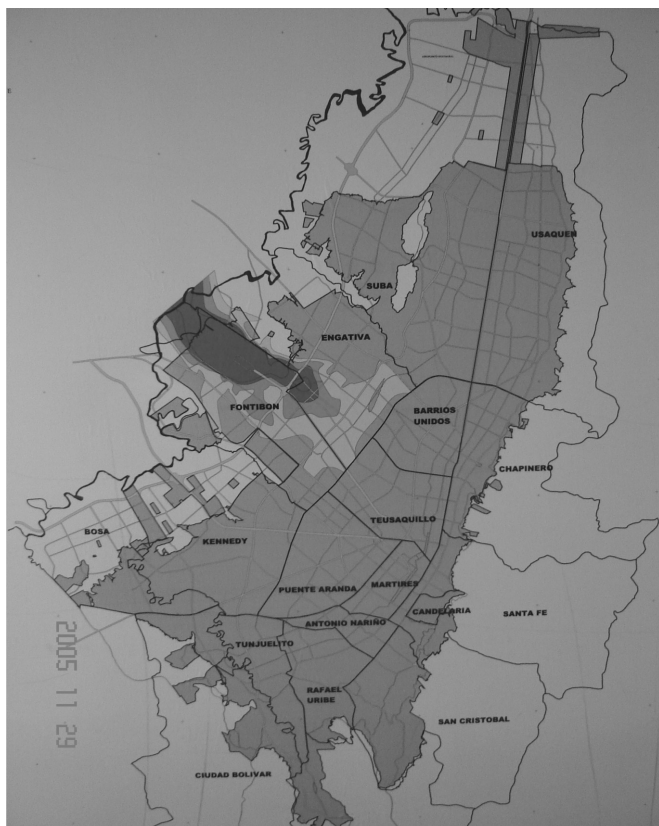 USAQUEN
SUBA
ENGATIVA
FONTIBON
BARRIOS
UNIDOS
CHAPINERO
TEUSAQUILLO
BOSA
KENNEDY
PUENTE ARANDA
MARTIRES
CANDELARIA
SANTA FE
ANTONIO NARIÑO
TUNJUELITO
RAFAEL
URIBE
SAN CRISTOBAL
CIUDAD BOLIVAR
2005 11 29